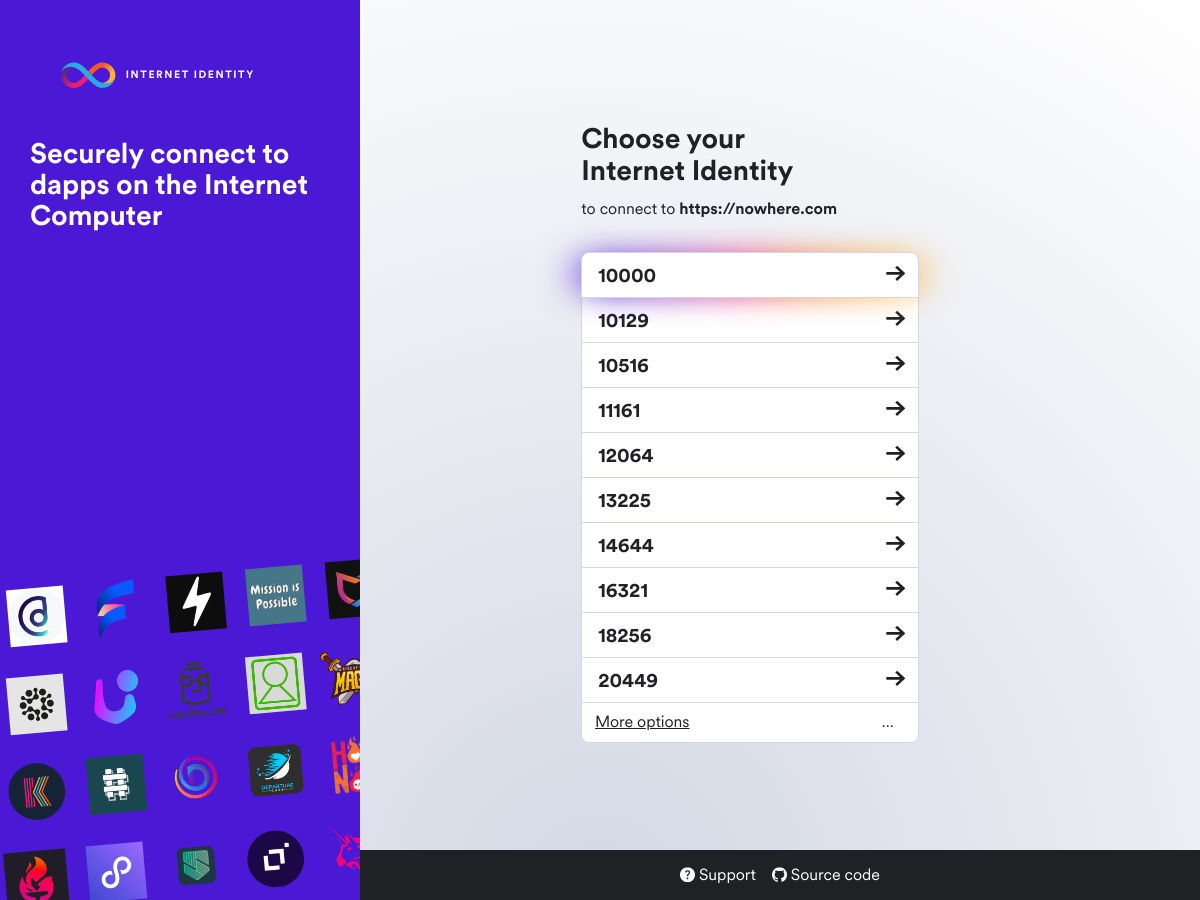 INTERNET IDENTITY
Securely connect to
dapps on the Internet
Computer
Choose your
Internet Identity
to connect to https://nowhere.com
10000
10129
10516
11161
12064
13225
14644
16321
18256
20449
More options ...
Mission is
Possible
DEPARTURE
LABS
Support Source code